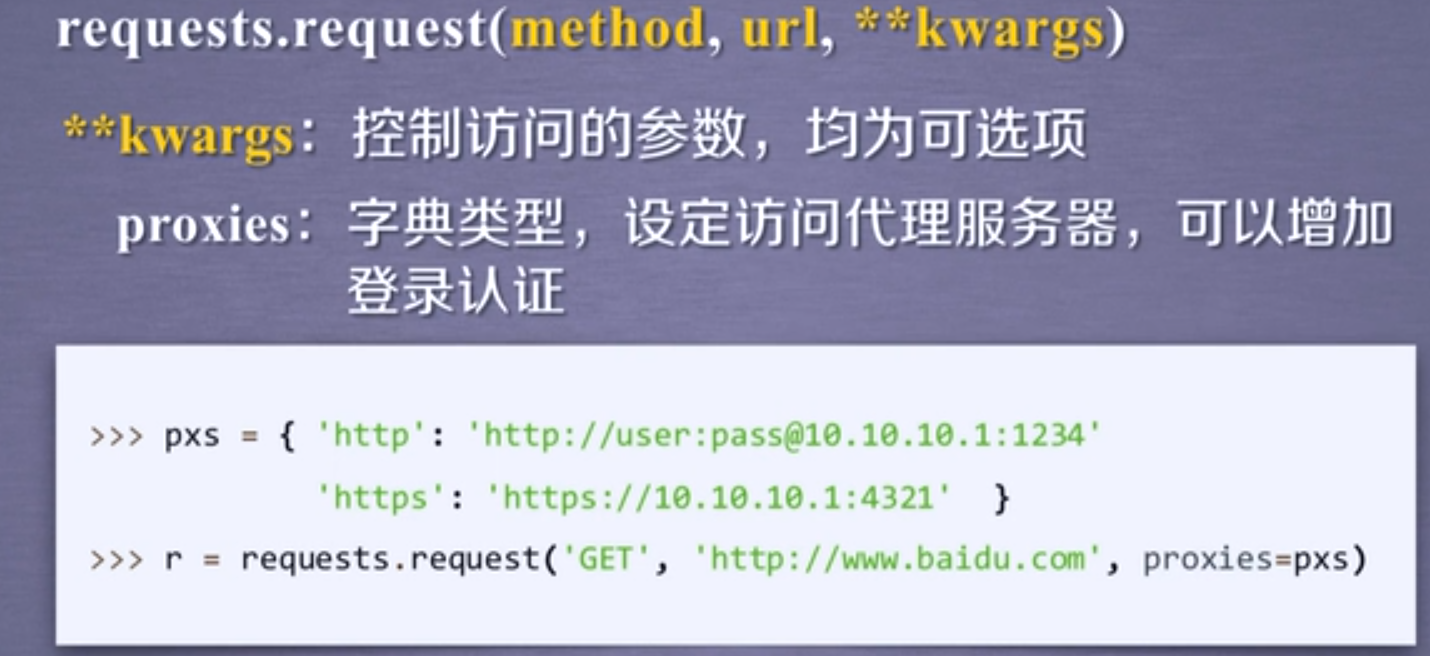 requests.request(method, url, **kwargs)
**kwargs：控制访问的参数，均为可选项
proxies：字典类型，设定访问代理服务器，可以增加
登录认证
>>> pxs = { 'http': 'http://user:pass@10.10.10.1:1234'
'https': 'https://10.10.10.1:4321' }
>>> r = requests.request('GET', 'http://www.baidu.com', proxies=pxs)